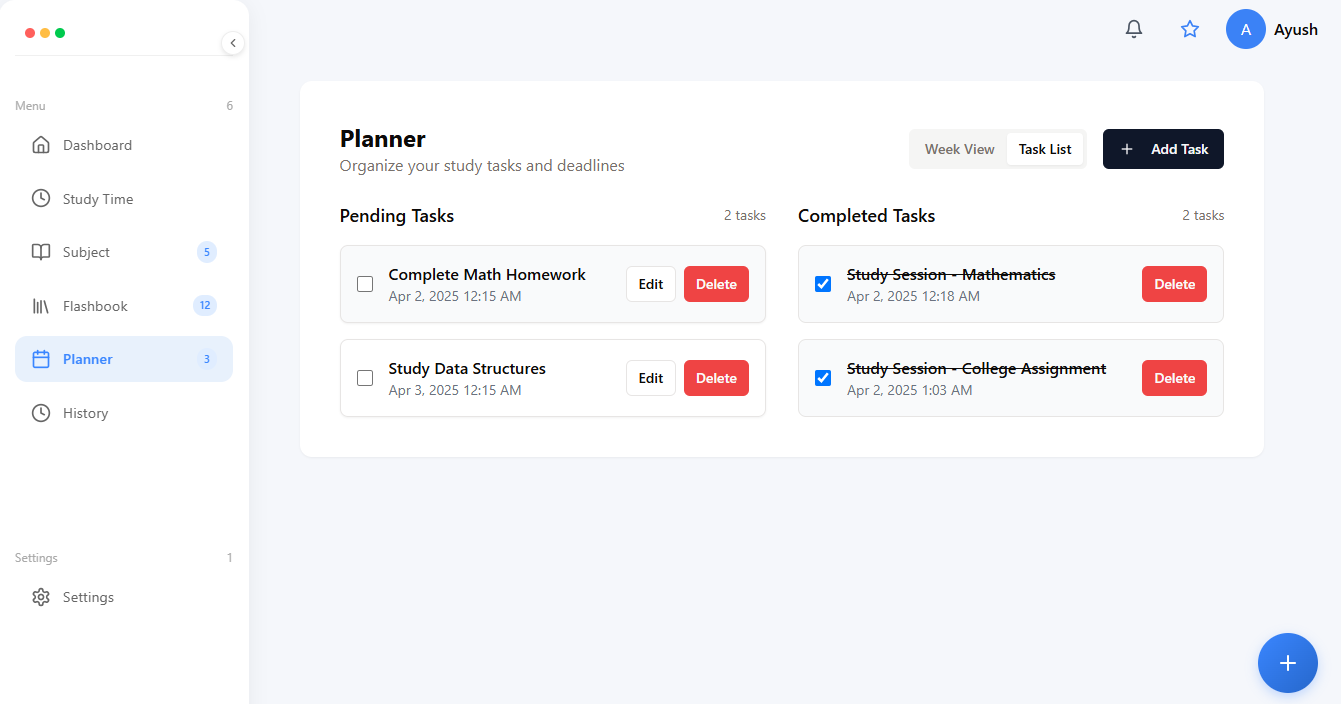 A
Ayush
Menu 6
Dashboard
Study Time
Subject 5
Flashbook 12
Planner 3
History
Settings 1
Settings
Planner
Organize your study tasks and deadlines
Week View Task List + Add Task
Pending Tasks 2 tasks
Complete Math Homework
Apr 2, 2025 12:15 AM
Edit Delete
Study Data Structures
Apr 3, 2025 12:15 AM
Edit Delete
Completed Tasks 2 tasks
Study Session - Mathematics
Apr 2, 2025 12:18 AM
Delete
Study Session - College Assignment
Apr 2, 2025 1:03 AM
Delete
+